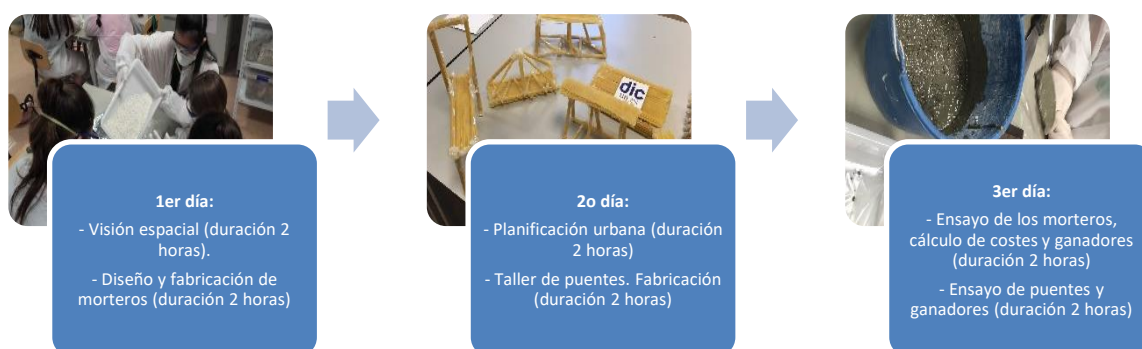 dic
1er día:
- Visión espacial (duración 2
horas).
- Diseño y fabricación de
morteros (duración 2 horas)
2o día:
- Planificación urbana (duración
2 horas)
- Taller de puentes. Fabricación
(duración 2 horas)
3er día:
- Ensayo de los morteros,
cálculo de costes y ganadores
(duración 2 horas)
- Ensayo de puentes y
ganadores (duración 2 horas)